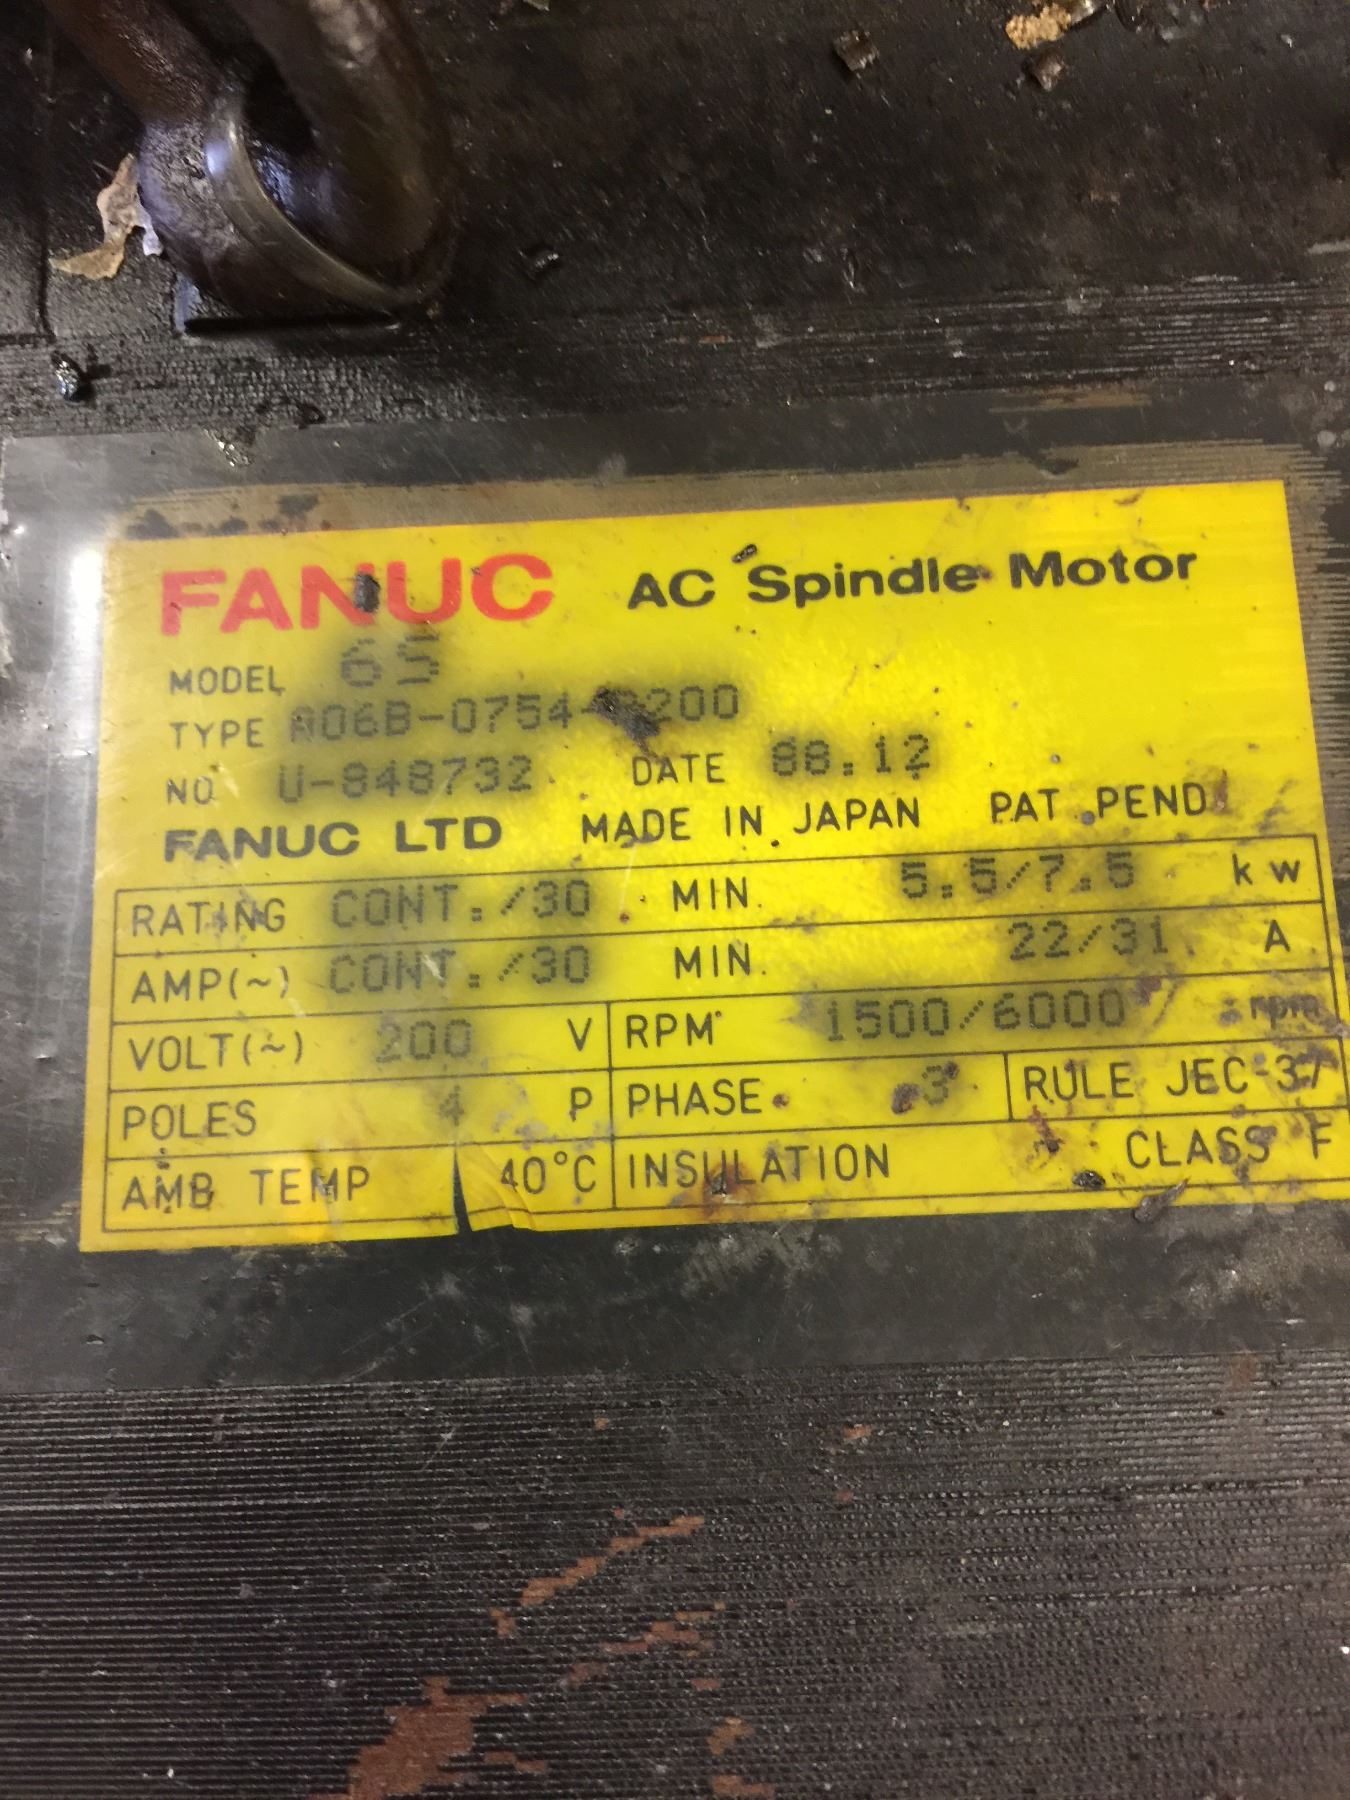 FANUC AC Spindle Motor
MODEL 6S
TYPE A06B-0754-
NO U-848732 DATE 88.12
FANUC LTD MADE IN JAPAN PAT. PEND
RATING CONT./30 MIN. 5.5/7.5 kw
AMP(~) CONT./30 MIN. 22/31 A
VOLT(~) 200 V RPM 1500/6000 rpm
POLES 4 P PHASE 3 RULE JEC-37
AMB TEMP 40°C INSULATION CLASS F